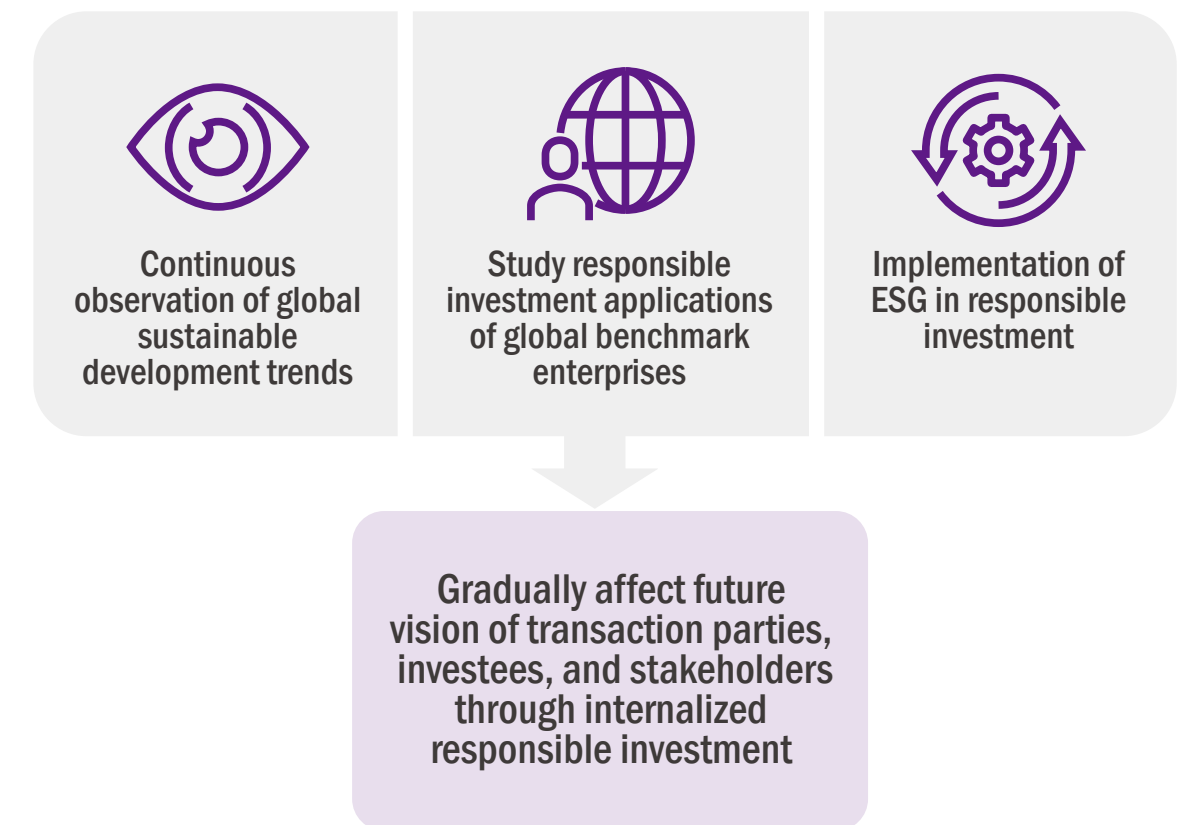 Continuous
observation of global
sustainable
development trends
Study responsible
investment applications
of global benchmark
enterprises
Implementation of
ESG in responsible
investment
Gradually affect future
vision of transaction parties,
investees, and stakeholders
through internalized
responsible investment